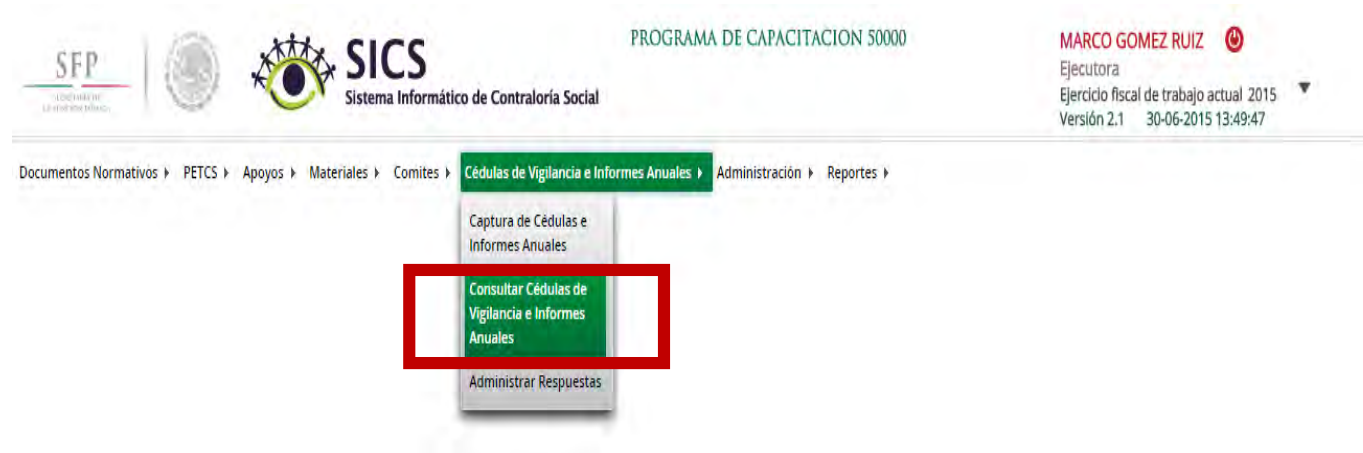 SFP
SICS
Sistema Informático de Contraloría Social
PROGRAMA DE CAPACITACION 50000
MARCO GOMEZ RUIZ
Ejecutora
Ejercicio fiscal de trabajo actual 2015
Versión 2.1 30-06-2015 13:49:47
Documentos Normativos PETCS Apoyos Materiales Comites Cédulas de Vigilancia e Informes Anuales Administración Reportes
Captura de Cédulas e
Informes Anuales
Consultar Cédulas de
Vigilancia e Informes
Anuales
Administrar Respuestas